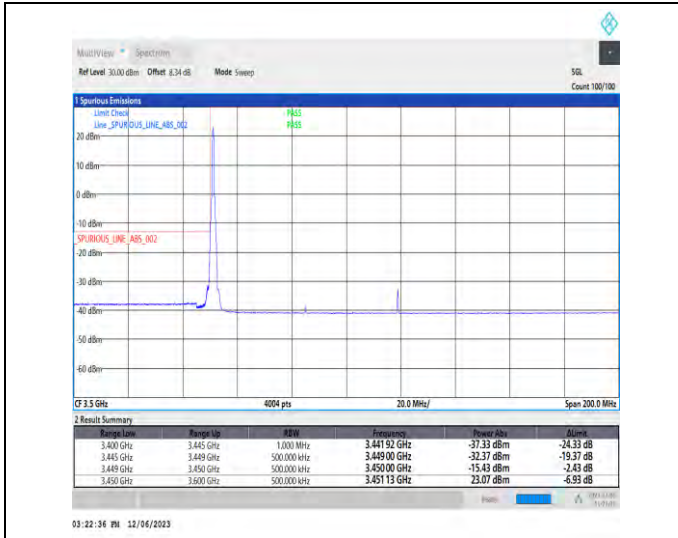 MultiView Spectrum
Ref Level 30.00 dBm Offset 8.34 dB Mode Sweep SGL
Count 100/100
1 Spurious Emissions
Limit Check PASS
Line _SPURIOUS_LINE_ABS_002 PASS
20 dBm
10 dBm
0 dBm
-10 dBm
_SPURIOUS_LINE_ABS_002
-20 dBm
-30 dBm
-40 dBm
-50 dBm
-60 dBm
CF 3.5 GHz 4004 pts 20.0 MHz/ Span 200.0 MHz
2 Result Summary
Range Low Range Up RBW Frequency Power Abs ΔLimit
3.400 GHz 3.445 GHz 1.000 MHz 3.441 92 GHz -37.33 dBm -24.33 dB
3.445 GHz 3.449 GHz 500.000 kHz 3.449 00 GHz -32.37 dBm -19.37 dB
3.449 GHz 3.450 GHz 500.000 kHz 3.450 00 GHz -15.43 dBm -2.43 dB
3.450 GHz 3.600 GHz 500.000 kHz 3.451 13 GHz 23.07 dBm -6.93 dB
03:22:36 PM 12/06/2023